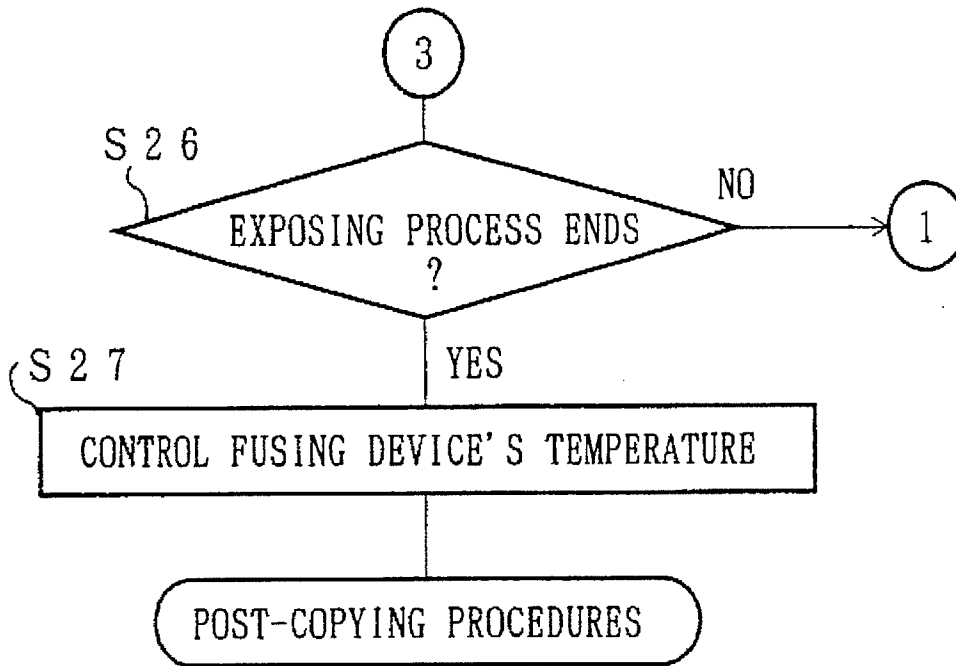 3
S26
NO
EXPOSING PROCESS ENDS
?
1
YES
S27
CONTROL FUSING DEVICE'S TEMPERATURE
POST-COPYING PROCEDURES